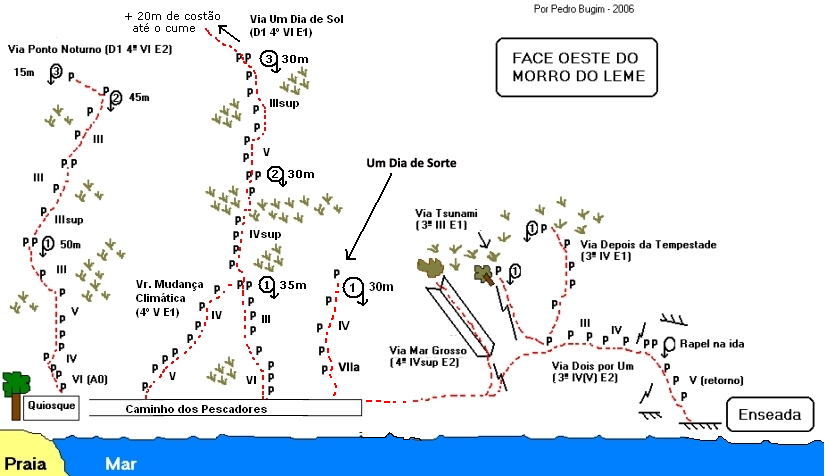 Por Pedro Bugim - 2006
+ 20m de costão
até o cume
Via Um Dia de Sol
(D1 4º VI E1)
FACE OESTE DO
MORRO DO LEME
Via Ponto Noturno (D1 4ª VI E2)
15m
3
P
P
2
45m
P
P
III
P P
III
P
P
IIIsup
P P
1
50m
P
III
P
P
V
P
P
P
IV
P
P
VI (A0)
P P
3
30m
P
P
IIIsup
P
P
P
V
P
P P
2
30m
P
P
IVsup
P
P
P P
1
35m
Vr. Mudança
Climática
(4º V E1)
P
IV
P
P
P
P
V
P
III
P
P
P
VI
P
P
P
Um Dia de Sorte
P
1
30m
P
IV
P
P
VIIa
P
P
Via Tsunami
(3ª III E1)
P
1
P
1
P
P
P
Via Depois da Tempestade
(3º IV E1)
Via Mar Grosso
(4ª IVsup E2)
P
III
P
IV
P
P P
Rapel na ida
Via Dois por Um
(3º IV(V) E2)
P
P
V (retorno)
P
Enseada
Quiosque
Caminho dos Pescadores
Praia
Mar